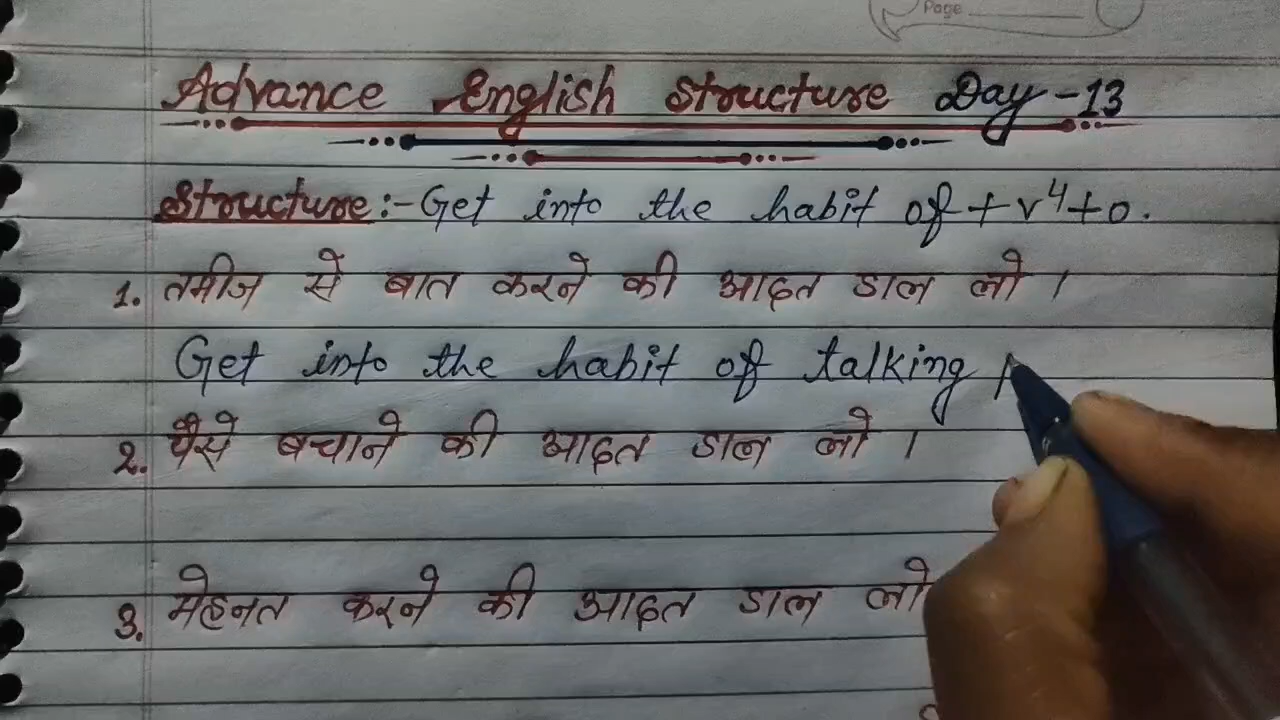 Page
Advance English Structure Day-13
Structure:- Get into the habit of + v⁴ + o.
1. तमीज से बात करने की आदत डाल लो ।
Get into the habit of talking
2. पैसे बचाने की आदत डाल लो ।
3. मेहनत करने की आदत डाल लो